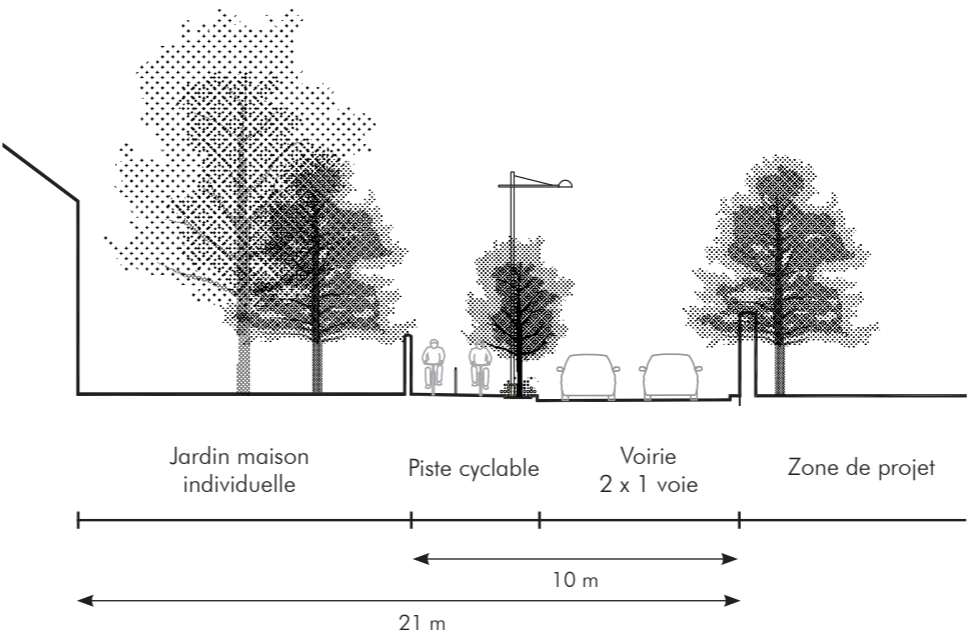 Jardin maison
individuelle
Piste cyclable
Voirie
2 x 1 voie
Zone de projet
10 m
21 m